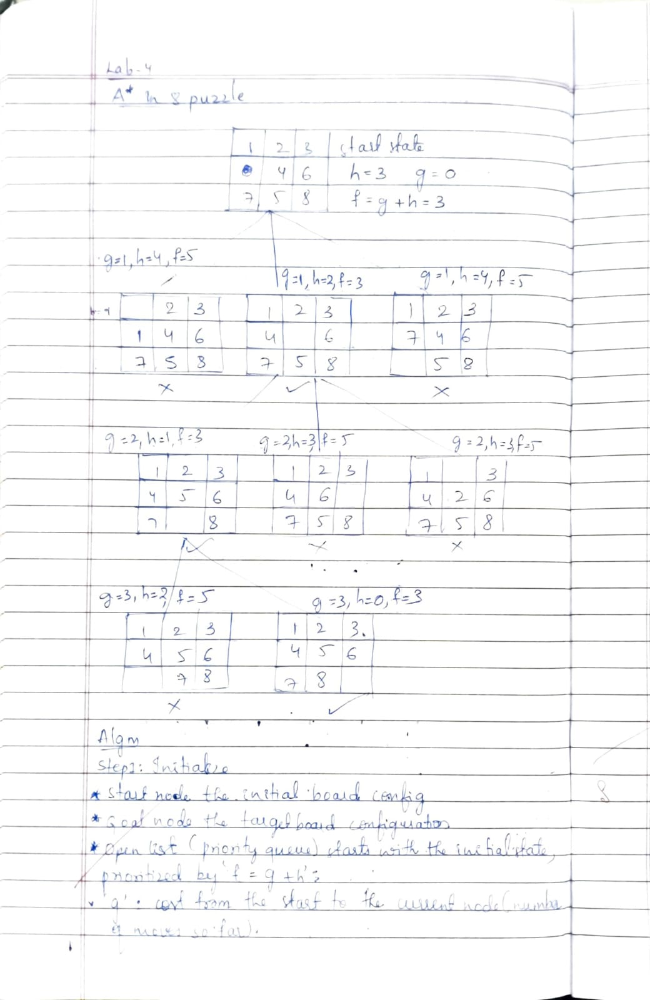 Lab-4
A* in 8 puzzle
1 2 3 start state
4 6 h=3 g=0
7 5 8 f=g+h=3
g=1, h=4, f=5
g=1, h=2, f=3
g=1, h=4, f=5
2 3 1 2 3 1 2 3
1 4 6 4 6 7 4 6
7 5 8 7 5 8 5 8
× ✓ ×
g=2, h=1, f=3 g=2, h=3, f=5 g=2, h=3, f=5
1 2 3 1 2 3 1 3
4 5 6 4 6 4 2 6
7 8 7 5 8 7 5 8
✓ × ×
g=3, h=2, f=5 g=3, h=0, f=3
1 2 3 1 2 3.
4 5 6 4 5 6
7 8 7 8
× ✓
Algm
Step1: Initialize
* Start node the initial board config
* Goal node the target board configuration
* Open list (priority queue) starts with the initial state,
prioritized by 'f = g + h':
'g' : cost from the start to the current node (number
of moves so far).